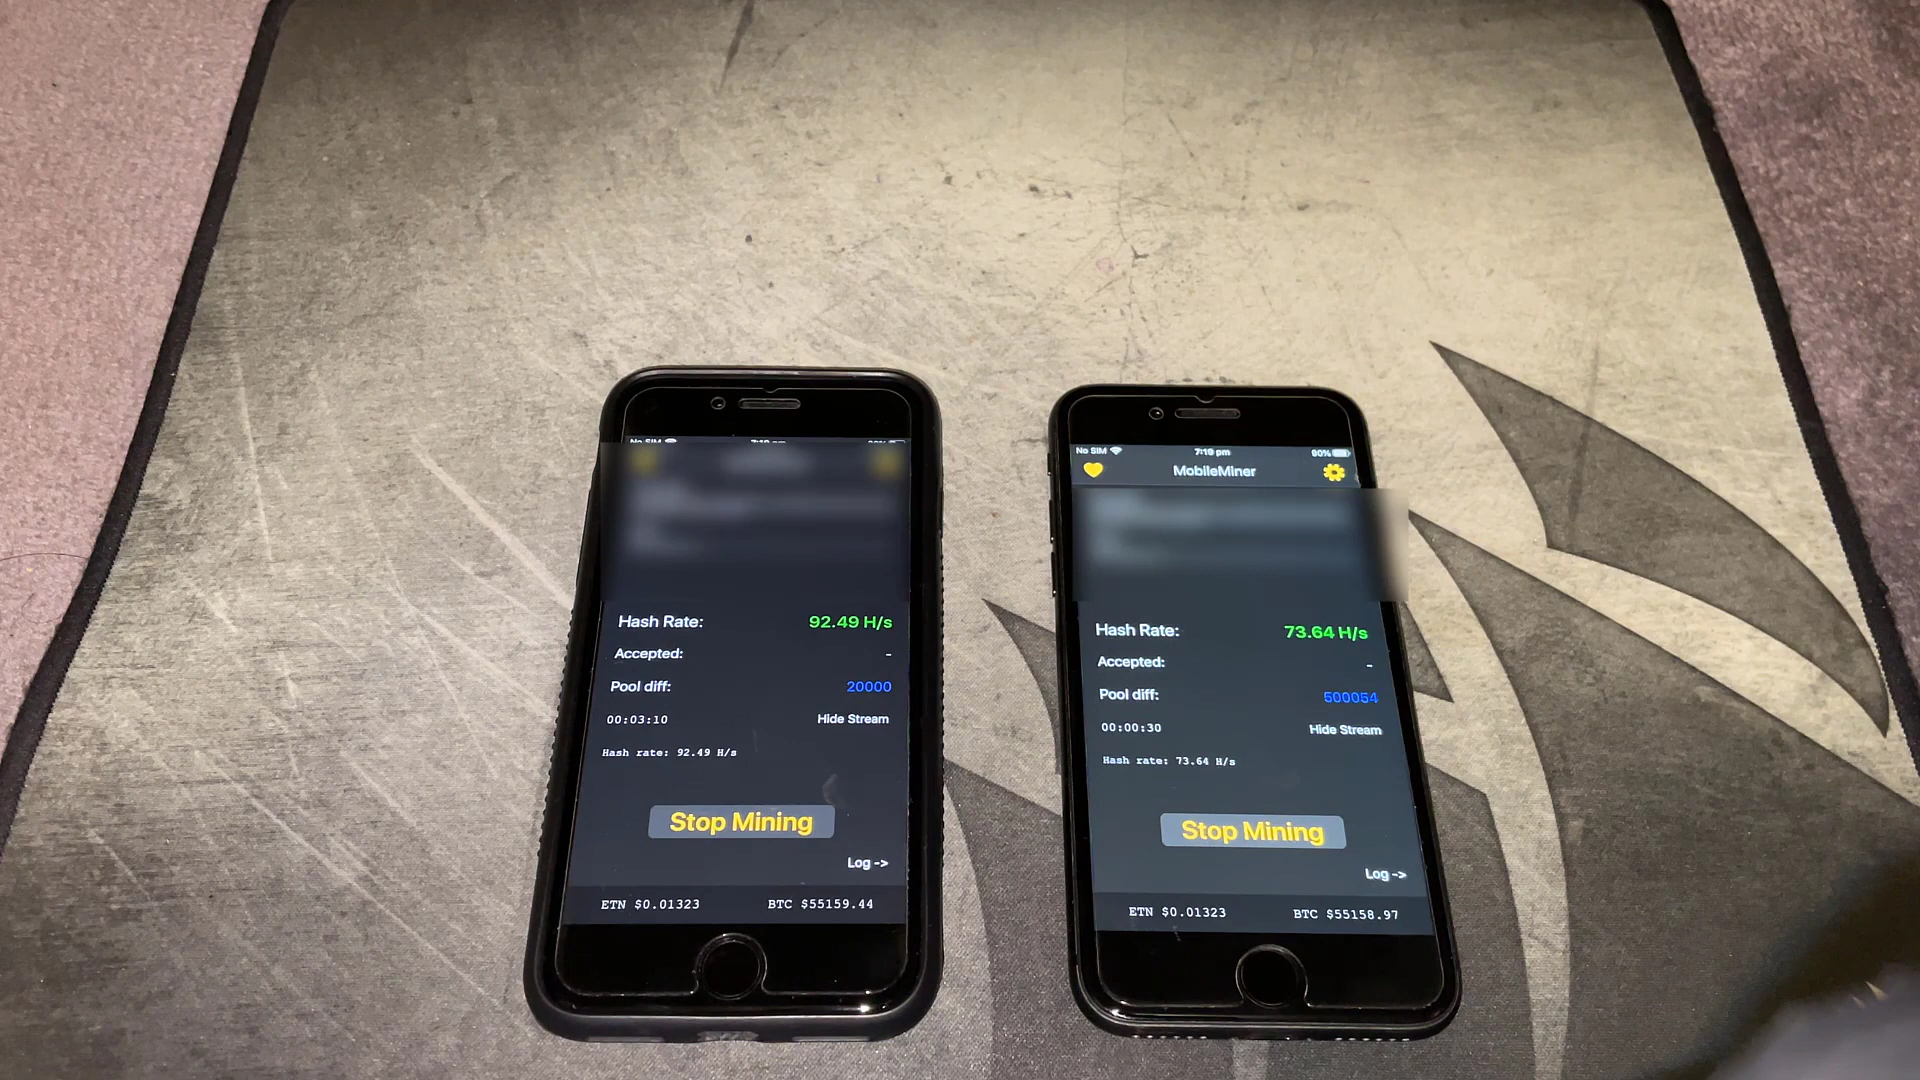 No SIM
Hash Rate: 92.49 H/s
Accepted: -
Pool diff: 20000
00:03:10 Hide Stream
Hash rate: 92.49 H/s
Stop Mining
Log ->
ETN $0.01323 BTC $55159.44
No SIM 7:19 pm 90%
MobileMiner
Hash Rate: 73.64 H/s
Accepted: -
Pool diff: 500054
00:00:30 Hide Stream
Hash rate: 73.64 H/s
Stop Mining
Log ->
ETN $0.01323 BTC $55158.97